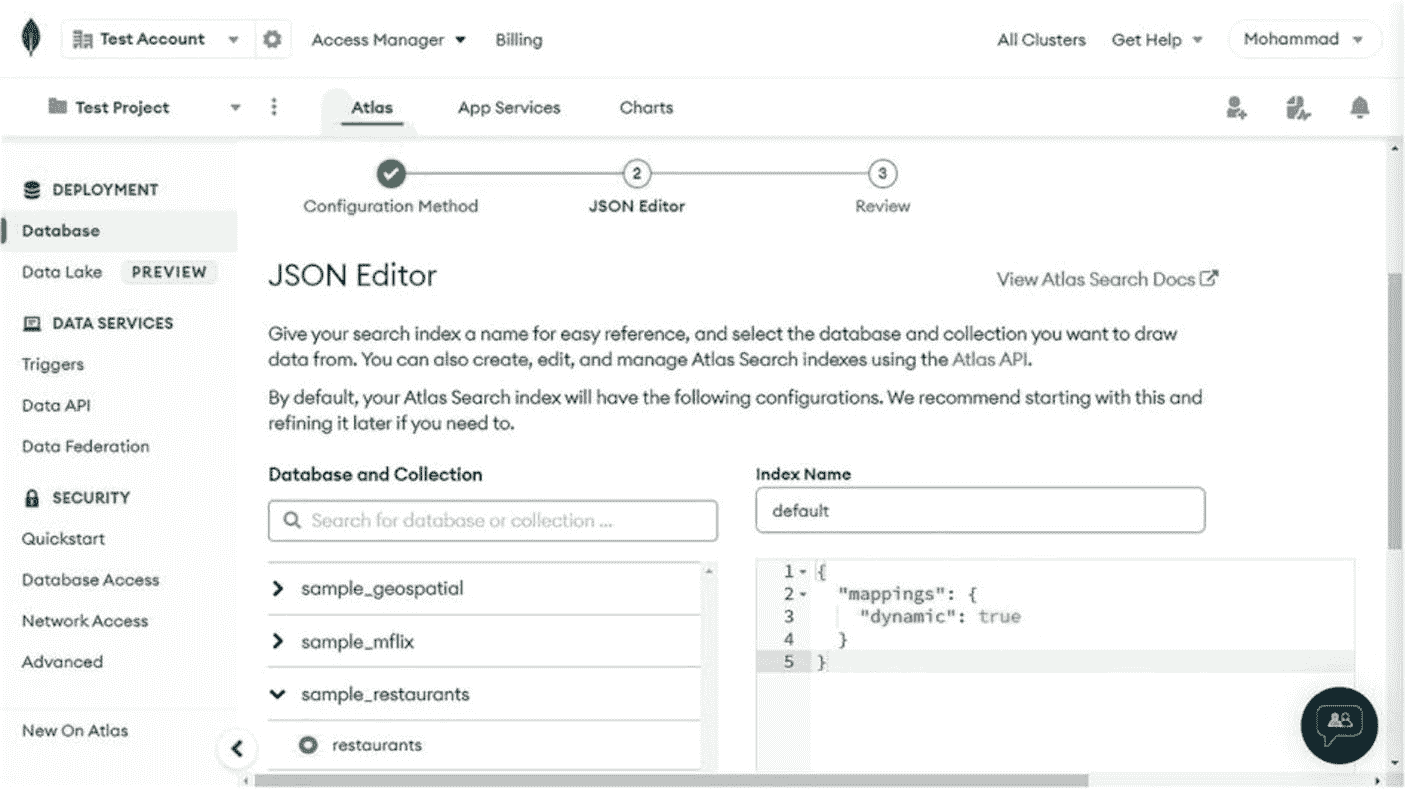 Test Account
Access Manager
Billing
All Clusters
Get Help
Mohammad
Test Project
Atlas
App Services
Charts
DEPLOYMENT
Database
Data Lake PREVIEW
DATA SERVICES
Triggers
Data API
Data Federation
SECURITY
Quickstart
Database Access
Network Access
Advanced
New On Atlas
2
3
Configuration Method
JSON Editor
Review
JSON Editor
View Atlas Search Docs
Give your search index a name for easy reference, and select the database and collection you want to draw
data from. You can also create, edit, and manage Atlas Search indexes using the Atlas API.
By default, your Atlas Search index will have the following configurations. We recommend starting with this and
refining it later if you need to.
Database and Collection
Search for database or collection ...
sample_geospatial
sample_mflix
sample_restaurants
restaurants
Index Name
default
1 {
2 "mappings": {
3 "dynamic": true
4 }
5 }